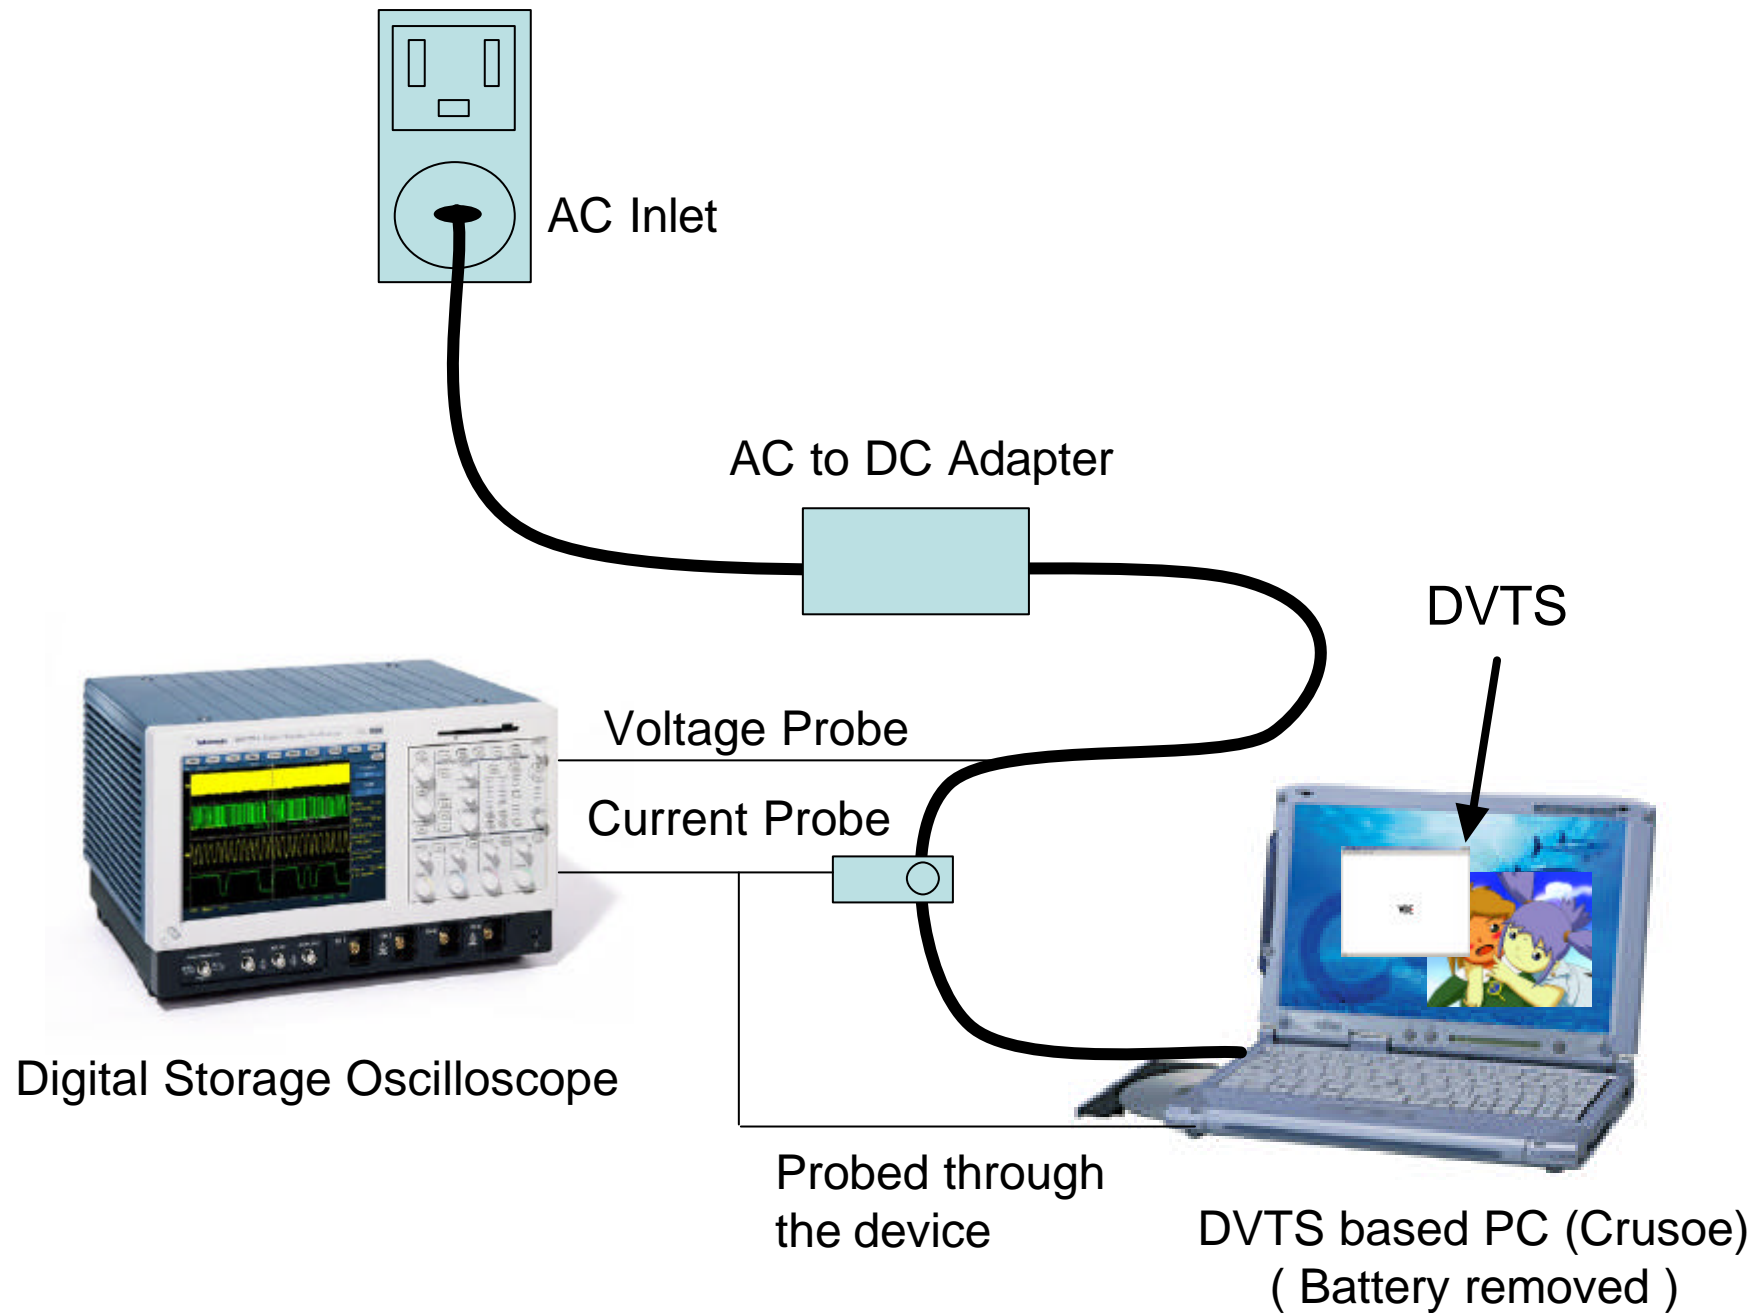 AC Inlet
AC to DC Adapter
DVTS
Voltage Probe
Current Probe
Digital Storage Oscilloscope
Probed through
the device
DVTS based PC (Crusoe)
( Battery removed )